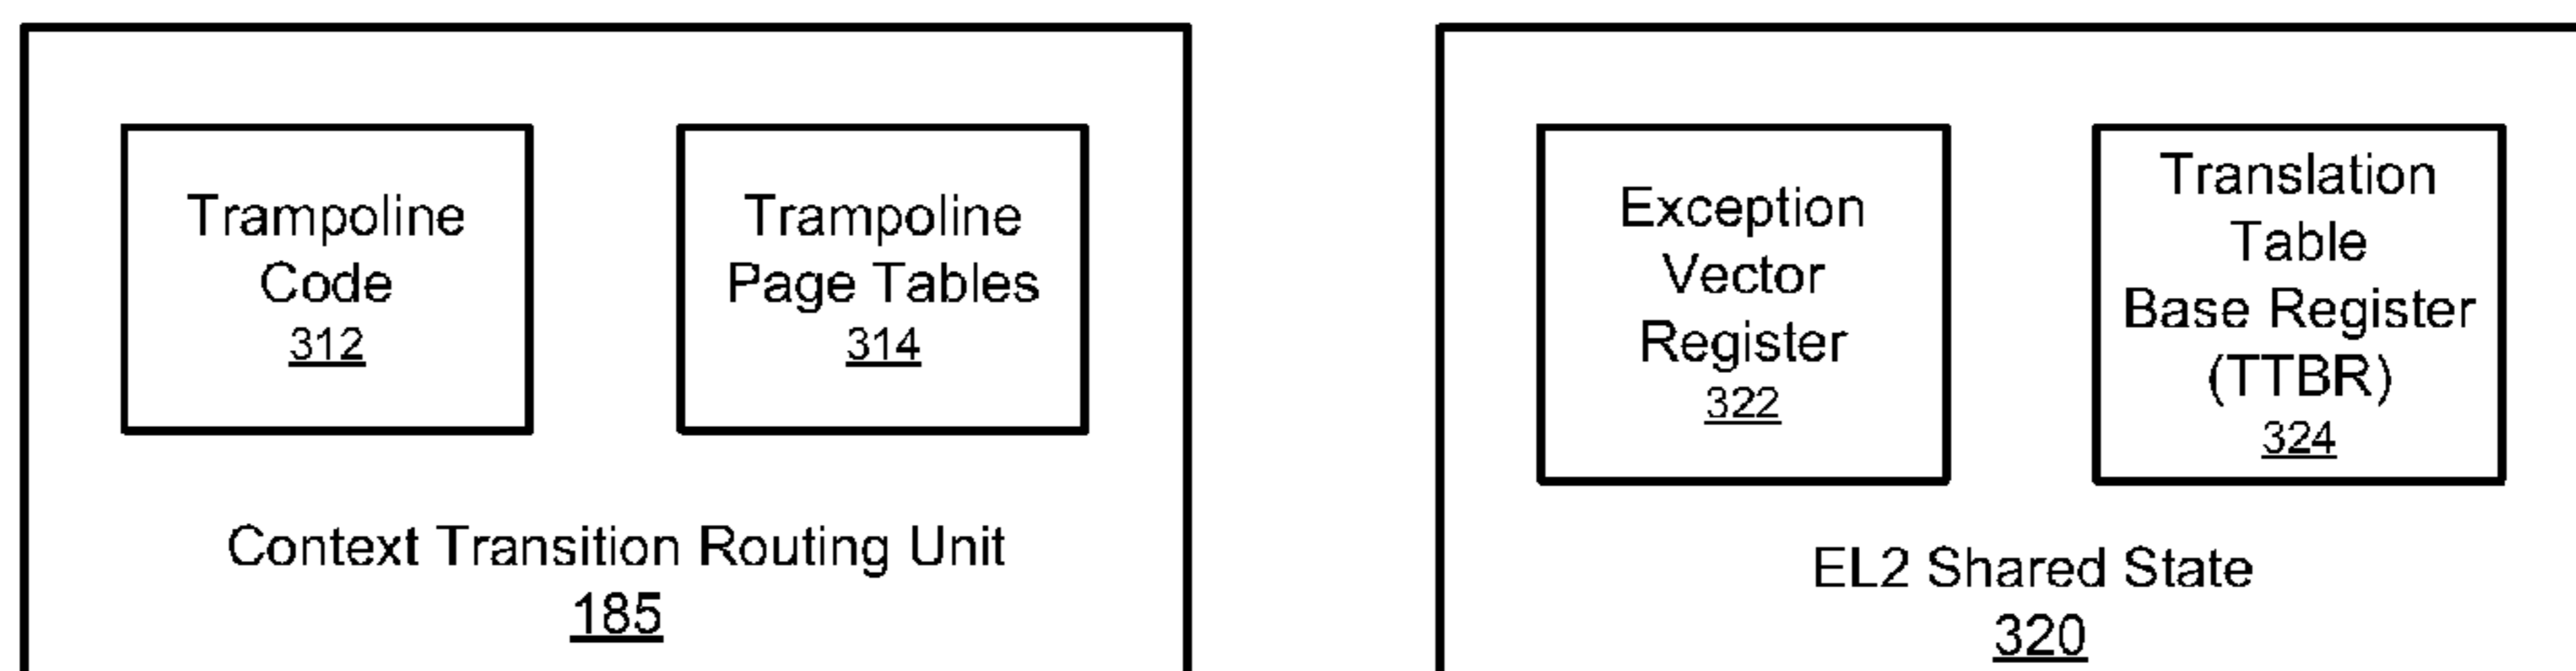 Trampoline
Code
312
Trampoline
Page Tables
314
Context Transition Routing Unit
185
Exception
Vector
Register
322
Translation
Table
Base Register
(TTBR)
324
EL2 Shared State
320